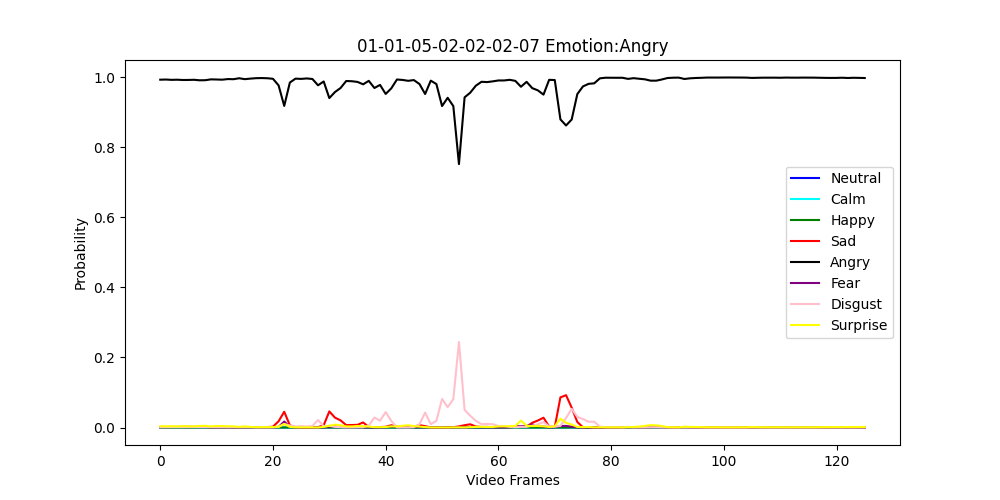 01-01-05-02-02-02-07 Emotion:Angry
1.0
0.8
0.6
0.4
0.2
0.0
Probability
Neutral
Calm
Happy
Sad
Angry
Fear
Disgust
Surprise
0 20 40 60 80 100 120
Video Frames